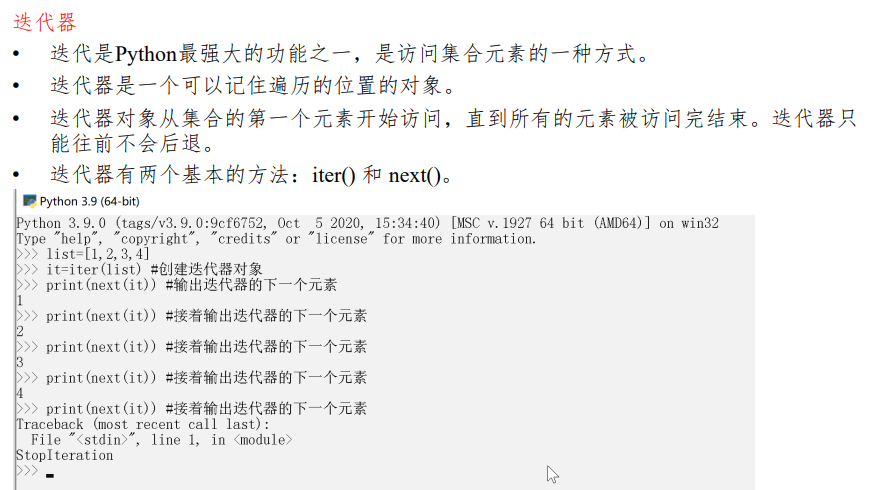 迭代器
• 迭代是Python最强大的功能之一，是访问集合元素的一种方式。
• 迭代器是一个可以记住遍历的位置的对象。
• 迭代器对象从集合的第一个元素开始访问，直到所有的元素被访问完结束。迭代器只
能往前不会后退。
• 迭代器有两个基本的方法：iter() 和 next()。
Python 3.9 (64-bit)
Python 3.9.0 (tags/v3.9.0:9cf6752, Oct  5 2020, 15:34:40) [MSC v.1927 64 bit (AMD64)] on win32
Type "help", "copyright", "credits" or "license" for more information.
>>> list=[1,2,3,4]
>>> it=iter(list) #创建迭代器对象
>>> print(next(it)) #输出迭代器的下一个元素
1
>>> print(next(it)) #接着输出迭代器的下一个元素
2
>>> print(next(it)) #接着输出迭代器的下一个元素
3
>>> print(next(it)) #接着输出迭代器的下一个元素
4
>>> print(next(it)) #接着输出迭代器的下一个元素
Traceback (most recent call last):
  File "<stdin>", line 1, in <module>
StopIteration
>>>